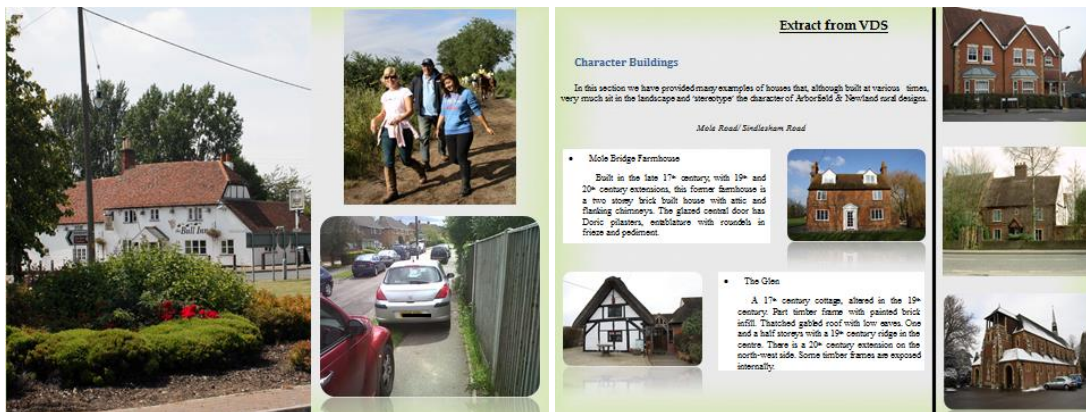 Bull Inn
Extract from VDS
Character Buildings
In this section we have provided many examples of houses that, although built at various times,
very much sit in the landscape and 'stereotype' the character of Arborfield & Newland rural designs.
Mole Road/ Sindlesham Road
• Mole Bridge Farmhouse
Built in the late 17th century, with 19th and
20th century extensions, this former farmhouse is
a two storey brick built house with attic and
flanking chimneys. The glazed central door has
Doric pilasters, entablature with roundels in
frieze and pediment.
• The Glen
A 17th century cottage, altered in the 19th
century. Part timber frame with painted brick
infill. Thatched gabled roof with low eaves. One
and a half storeys with a 19th century ridge in the
centre. There is a 20th century extension on the
north-west side. Some timber frames are exposed
internally.